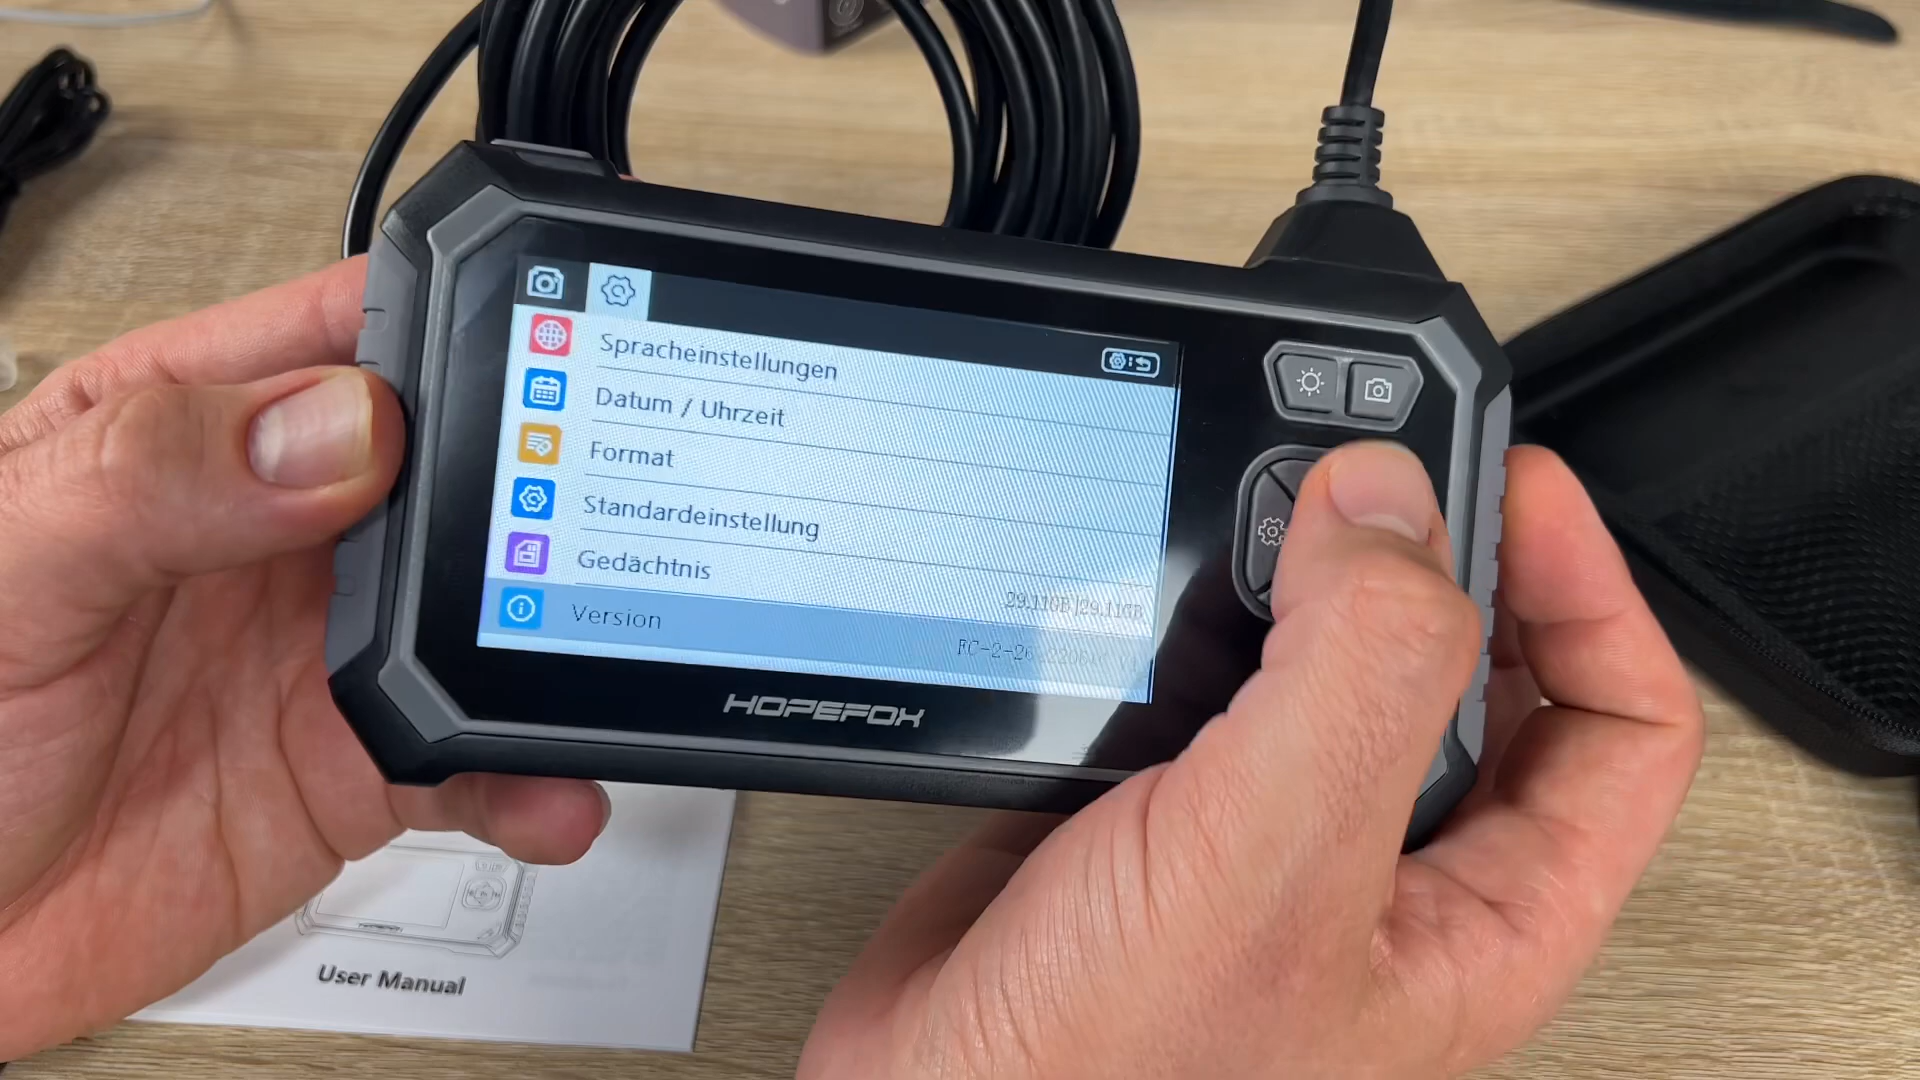 Spracheinstellungen
Datum / Uhrzeit
Format
Standardeinstellung
Gedächtnis
29.11GB|29.11GB
Version
HOPEFOX
User Manual